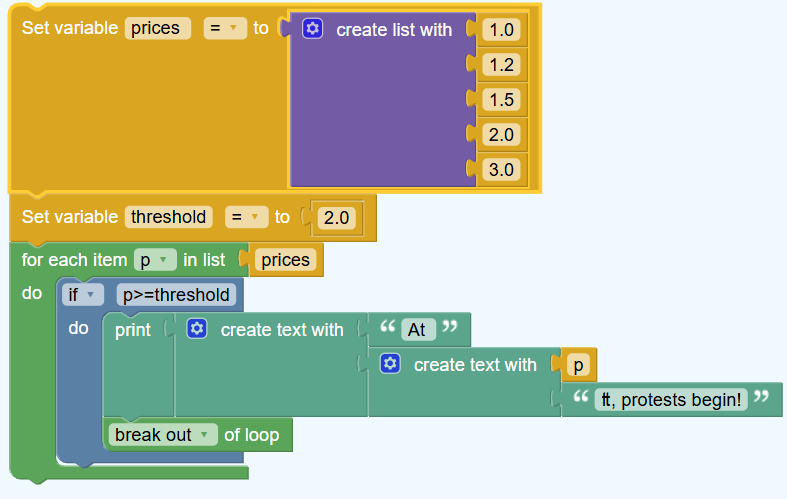 Set variable prices = to create list with 1.0
1.2
1.5
2.0
3.0
Set variable threshold = to 2.0
for each item p in list prices
do if p>=threshold
do print create text with “ At ”
create text with p
“ ₶, protests begin! ”
break out of loop